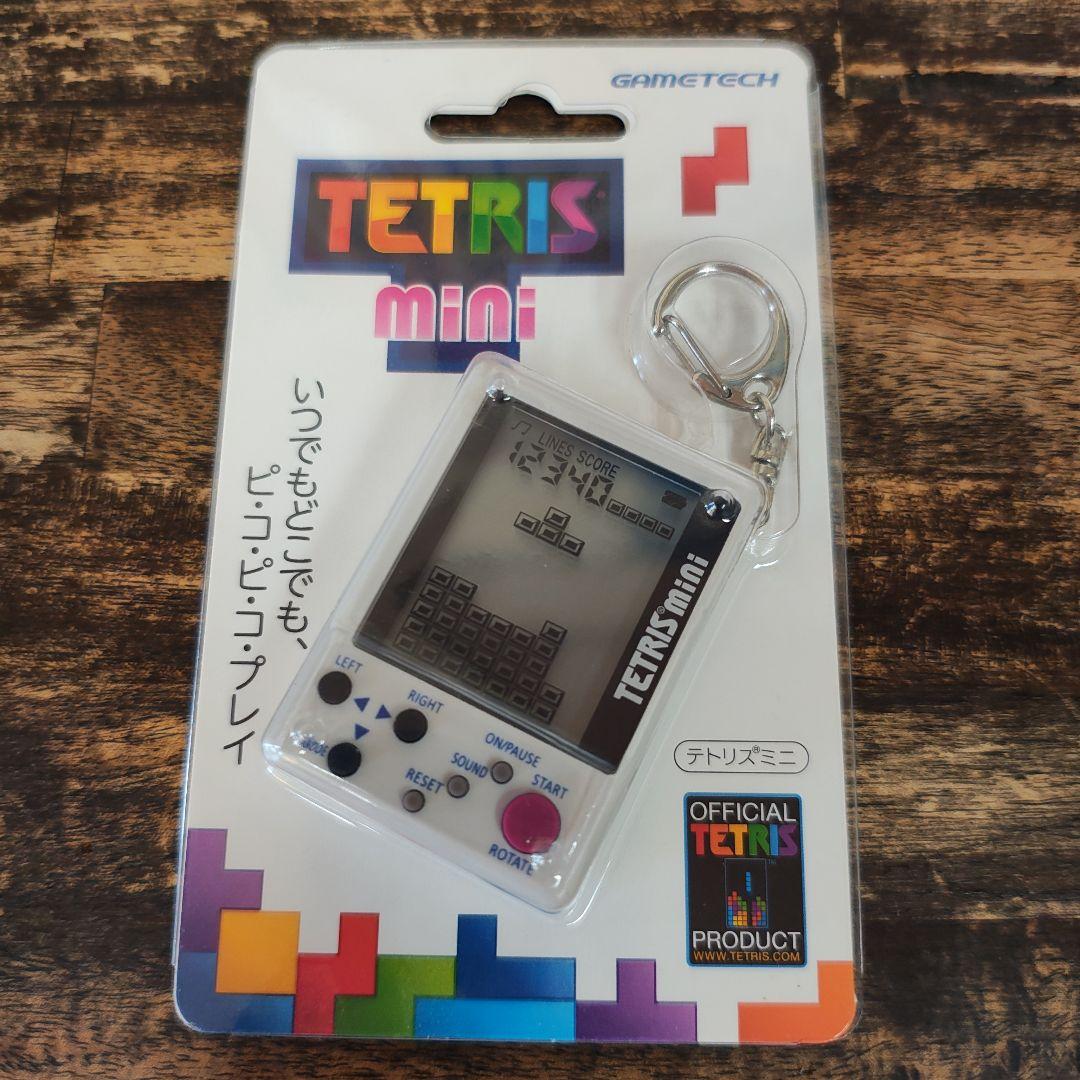 GAMETECH
TETRIS®
mini
いつでもどこでも、
ピ・コ・ピ・コ・プレイ
LINES SCORE
12340
TETRIS® mini
LEFT
RIGHT
MODE
ON/PAUSE
SOUND
START
RESET
ROTATE
テトリス®ミニ
OFFICIAL
TETRIS™
PRODUCT
WWW.TETRIS.COM